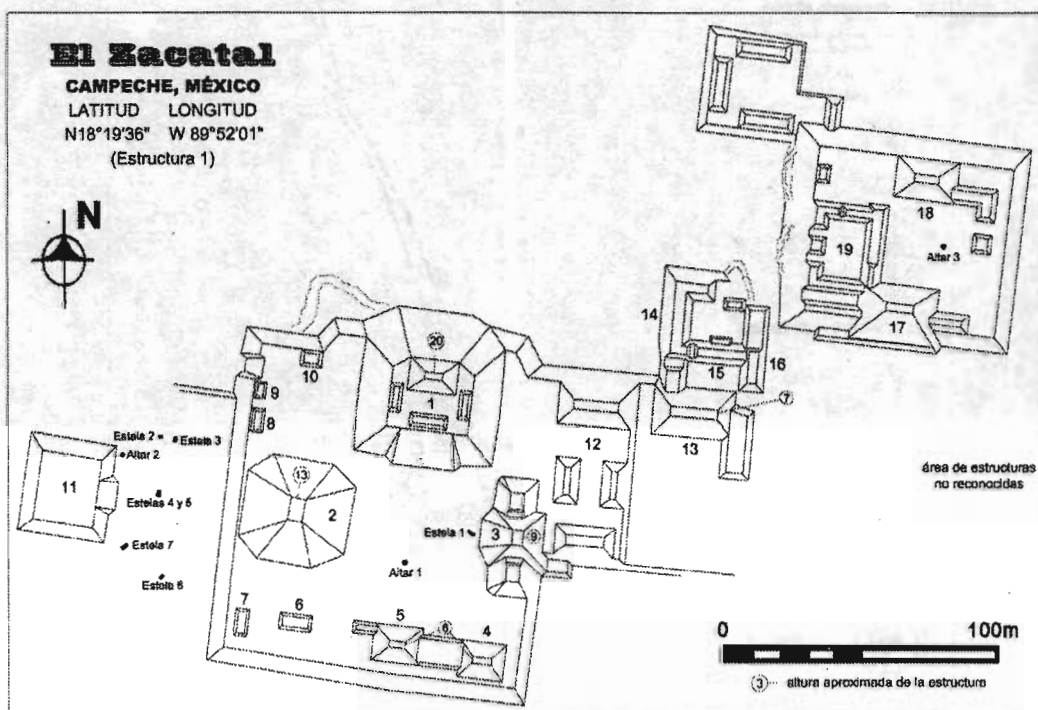 El Zacatal
CAMPECHE, MÉXICO
LATITUD LONGITUD
N18°19'36" W 89°52'01"
(Estructura 1)
N
18
19
Altar 3
17
14
16
15
20
10
1
9
8
7
12
13
Estela 2
Estela 3
Altar 2
área de estructuras
no reconocidas
11
13
2
Estelas 4 y 5
Estela 1
3
9
Estela 7
Altar 1
Estela 6
7
6
5
6
4
0 100m
3 altura aproximada de la estructura